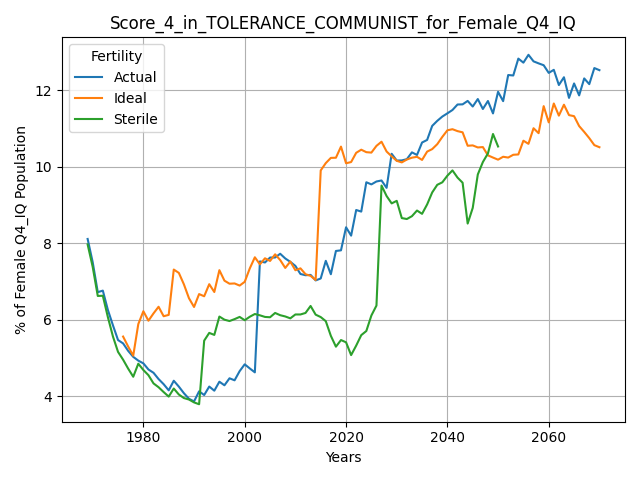 Score_4_in_TOLERANCE_COMMUNIST_for_Female_Q4_IQ
Fertility
Actual
Ideal
Sterile
% of Female Q4_IQ Population
12
10
8
6
4
1980 2000 2020 2040 2060
Years